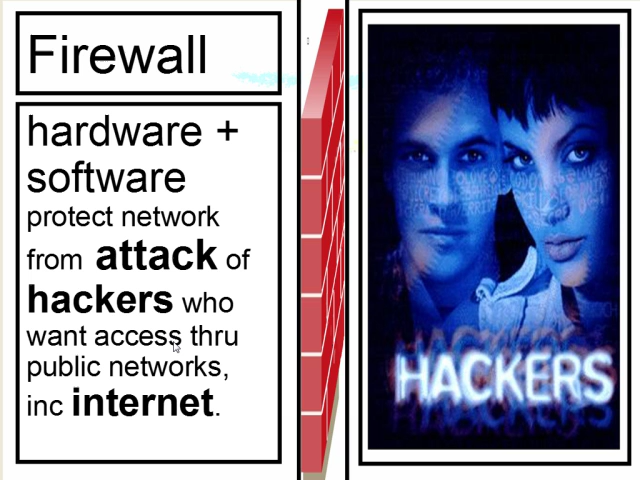 Firewall
hardware +
software
protect network
from attack of
hackers who
want access thru
public networks,
inc internet.
HACKERS